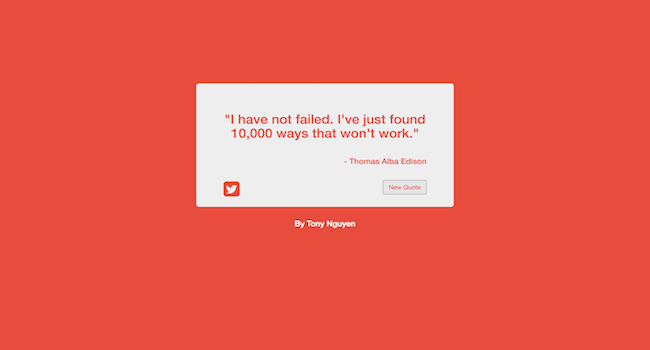 "I have not failed. I've just found
10,000 ways that won't work."
- Thomas Alba Edison
New Quote
By Tony Nguyen